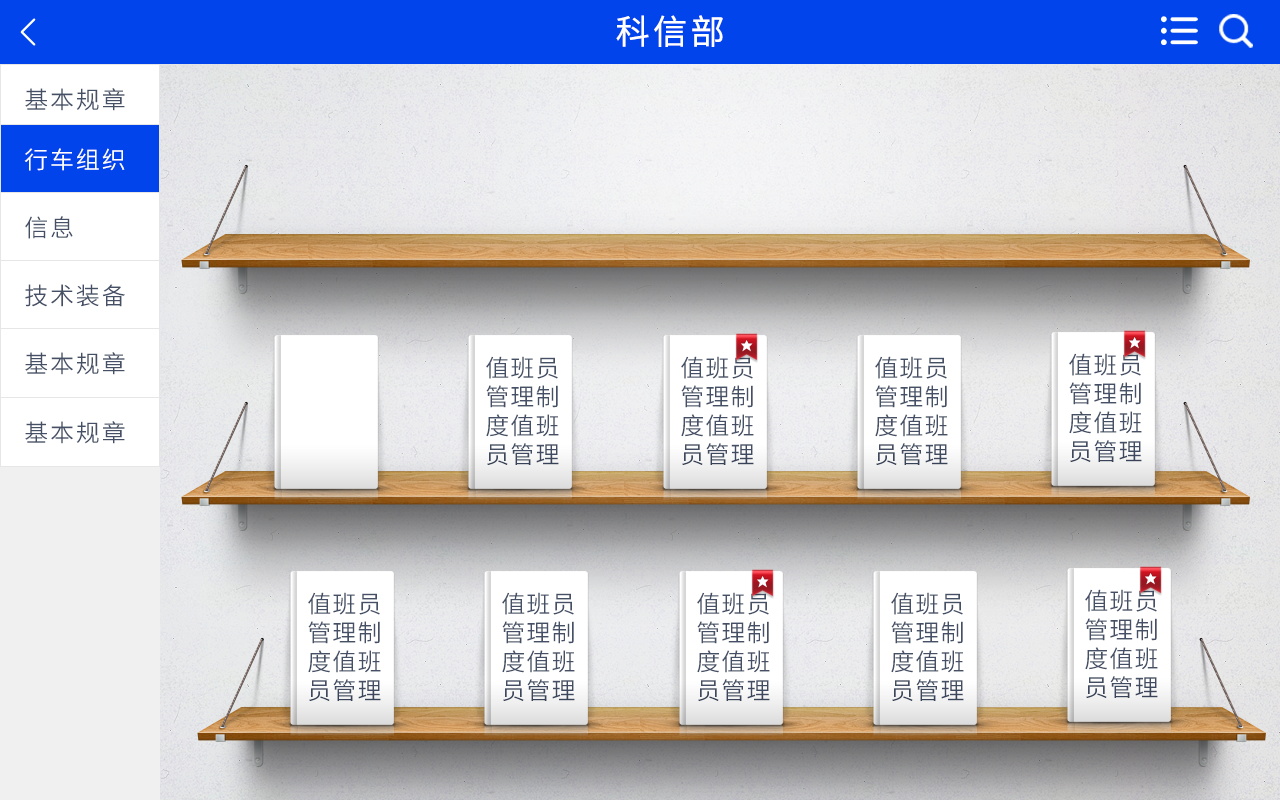 科信部
基本规章
行车组织
信息
技术装备
基本规章
基本规章
值班员
管理制
度值班
员管理
值班员
管理制
度值班
员管理
值班员
管理制
度值班
员管理
值班员
管理制
度值班
员管理
值班员
管理制
度值班
员管理
值班员
管理制
度值班
员管理
值班员
管理制
度值班
员管理
值班员
管理制
度值班
员管理
值班员
管理制
度值班
员管理